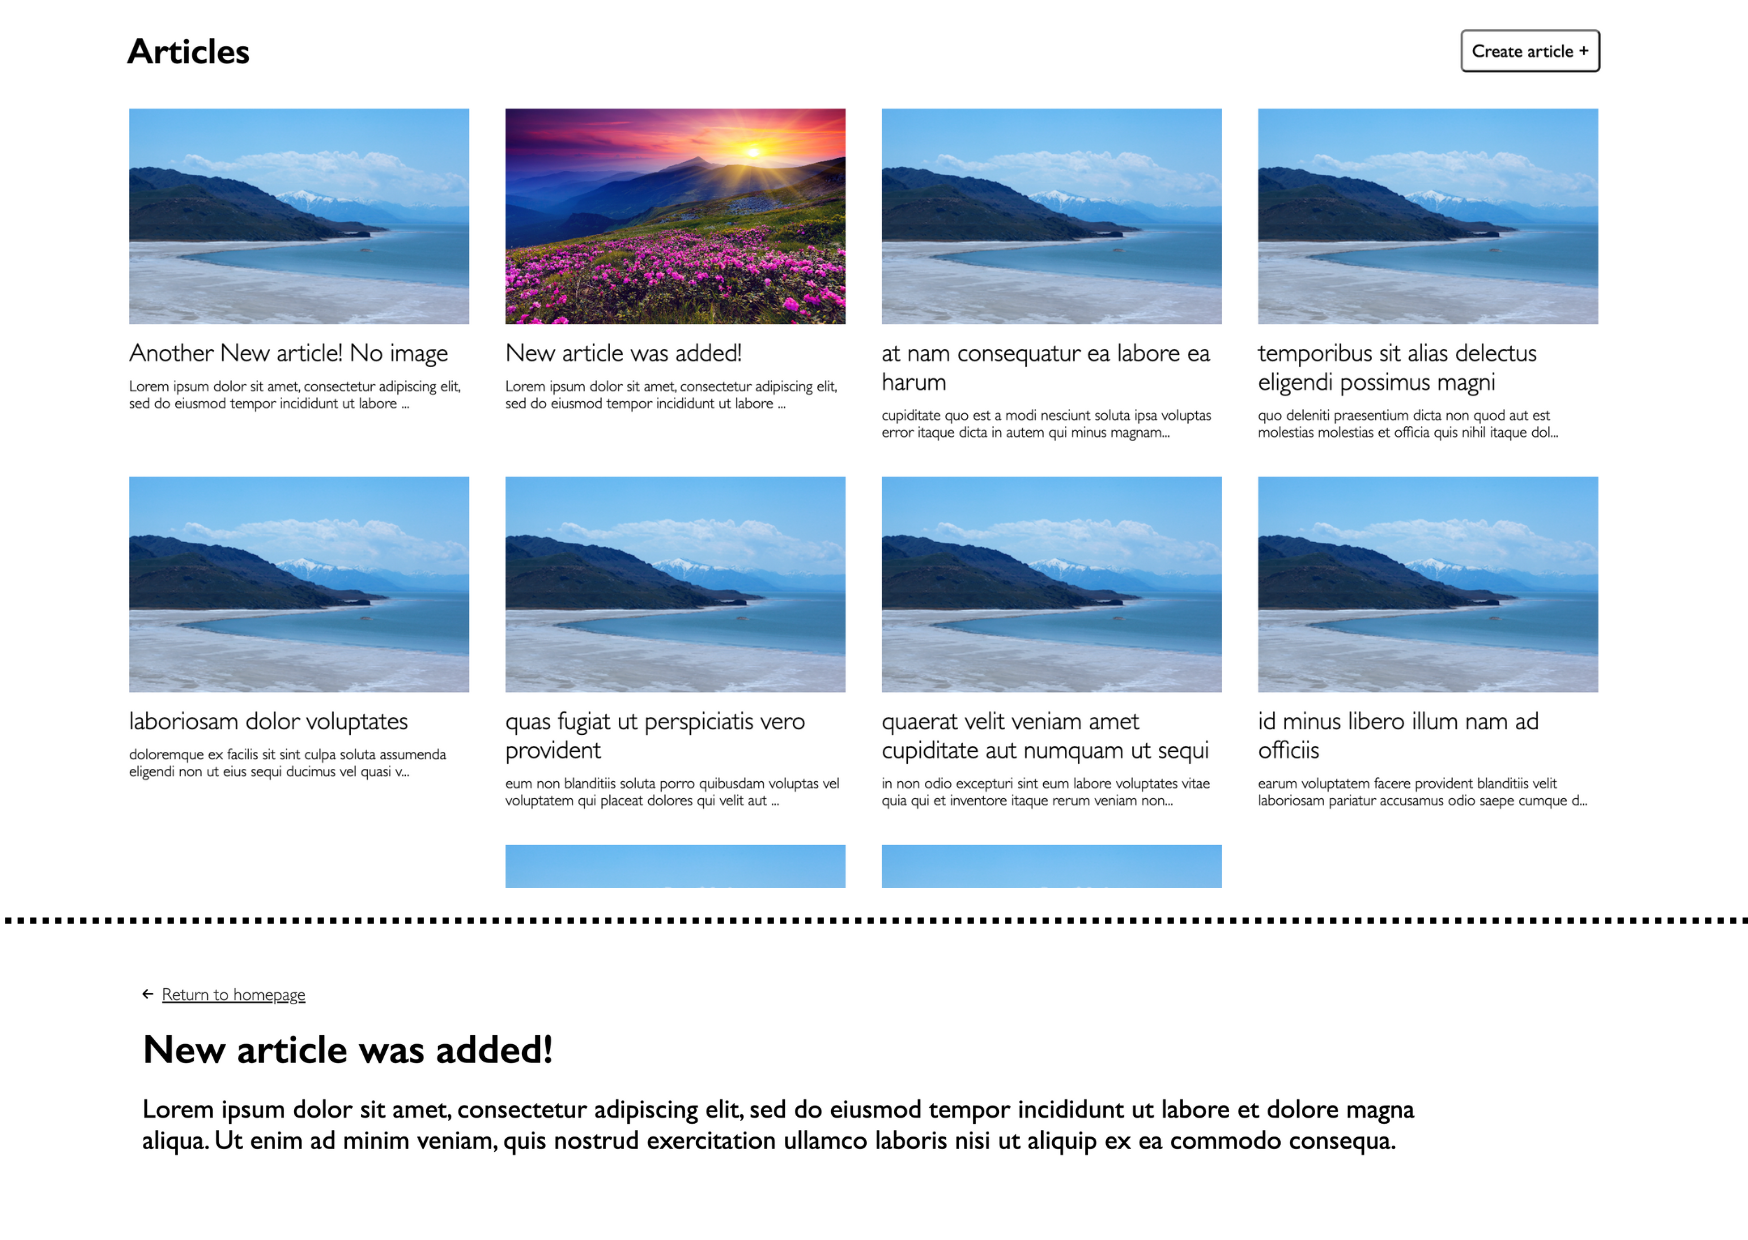 Articles
Create article +
Another New article! No image
Lorem ipsum dolor sit amet, consectetur adipiscing elit,
sed do eiusmod tempor incididunt ut labore ...
New article was added!
Lorem ipsum dolor sit amet, consectetur adipiscing elit,
sed do eiusmod tempor incididunt ut labore ...
at nam consequatur ea labore ea
harum
cupiditate quo est a modi nesciunt soluta ipsa voluptas
error itaque dicta in autem qui minus magnam...
temporibus sit alias delectus
eligendi possimus magni
quo deleniti praesentium dicta non quod aut est
molestias molestias et officia quis nihil itaque dol...
laboriosam dolor voluptates
doloremque ex facilis sit sint culpa soluta assumenda
eligendi non ut eius sequi ducimus vel quasi v...
quas fugiat ut perspiciatis vero
provident
eum non blanditiis soluta porro quibusdam voluptas vel
voluptatem qui placeat dolores qui velit aut ...
quaerat velit veniam amet
cupiditate aut numquam ut sequi
in non odio excepturi sint eum labore voluptates vitae
quia qui et inventore itaque rerum veniam non...
id minus libero illum nam ad
officiis
earum voluptatem facere provident blanditiis velit
laboriosam pariatur accusamus odio saepe cumque d...
← Return to homepage
New article was added!
Lorem ipsum dolor sit amet, consectetur adipiscing elit, sed do eiusmod tempor incididunt ut labore et dolore magna
aliqua. Ut enim ad minim veniam, quis nostrud exercitation ullamco laboris nisi ut aliquip ex ea commodo consequa.